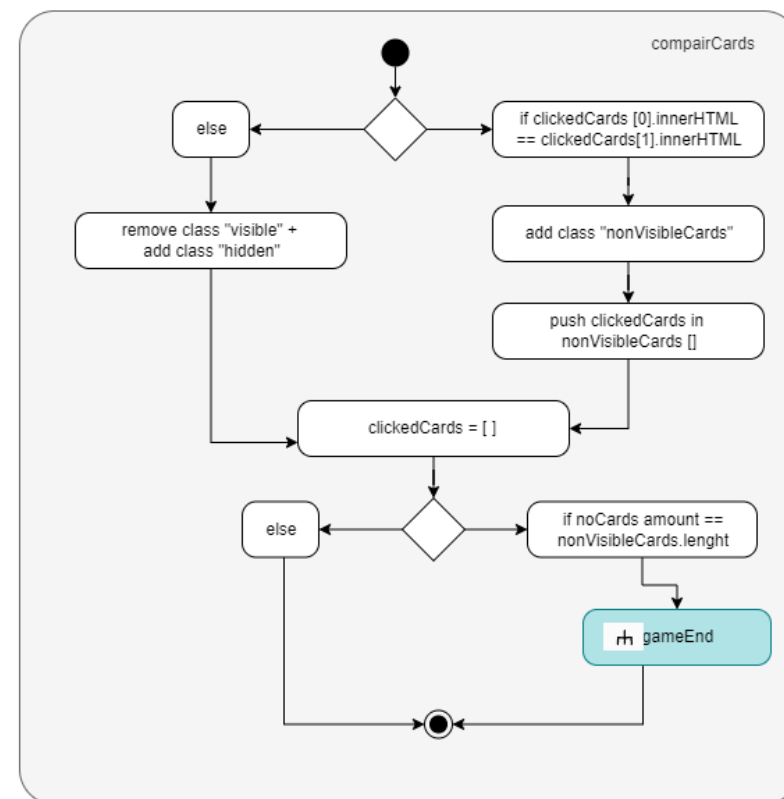 compairCards
else
if clickedCards [0].innerHTML
== clickedCards[1].innerHTML
remove class "visible" +
add class "hidden"
add class "nonVisibleCards"
push clickedCards in
nonVisibleCards []
clickedCards = [ ]
else
if noCards amount ==
nonVisibleCards.lenght
gameEnd